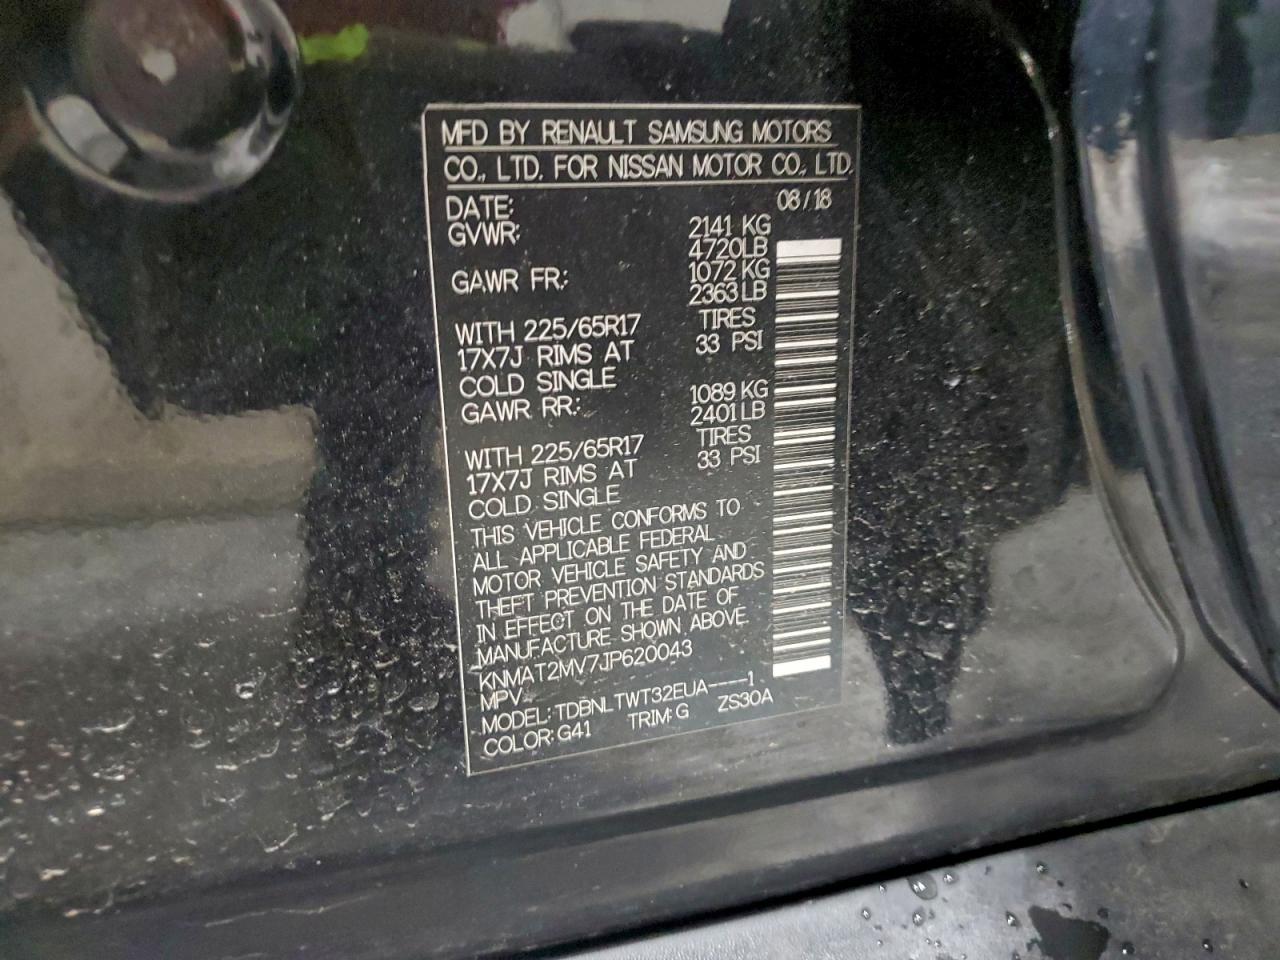 MFD BY RENAULT SAMSUNG MOTORS
CO., LTD. FOR NISSAN MOTOR CO., LTD.
DATE: 08/18
GVWR: 2141 KG
4720LB
GAWR FR: 1072 KG
2363LB
WITH 225/65R17 TIRES
17X7J RIMS AT 33 PSI
COLD SINGLE
GAWR RR: 1089 KG
2401LB
WITH 225/65R17 TIRES
17X7J RIMS AT 33 PSI
COLD SINGLE
THIS VEHICLE CONFORMS TO
ALL APPLICABLE FEDERAL
MOTOR VEHICLE SAFETY AND
THEFT PREVENTION STANDARDS
IN EFFECT ON THE DATE OF
MANUFACTURE SHOWN ABOVE.
KNMAT2MV7JP620043
MPV
MODEL: TDBNLTWT32EUA----1
COLOR: G41 TRIM: G ZS30A